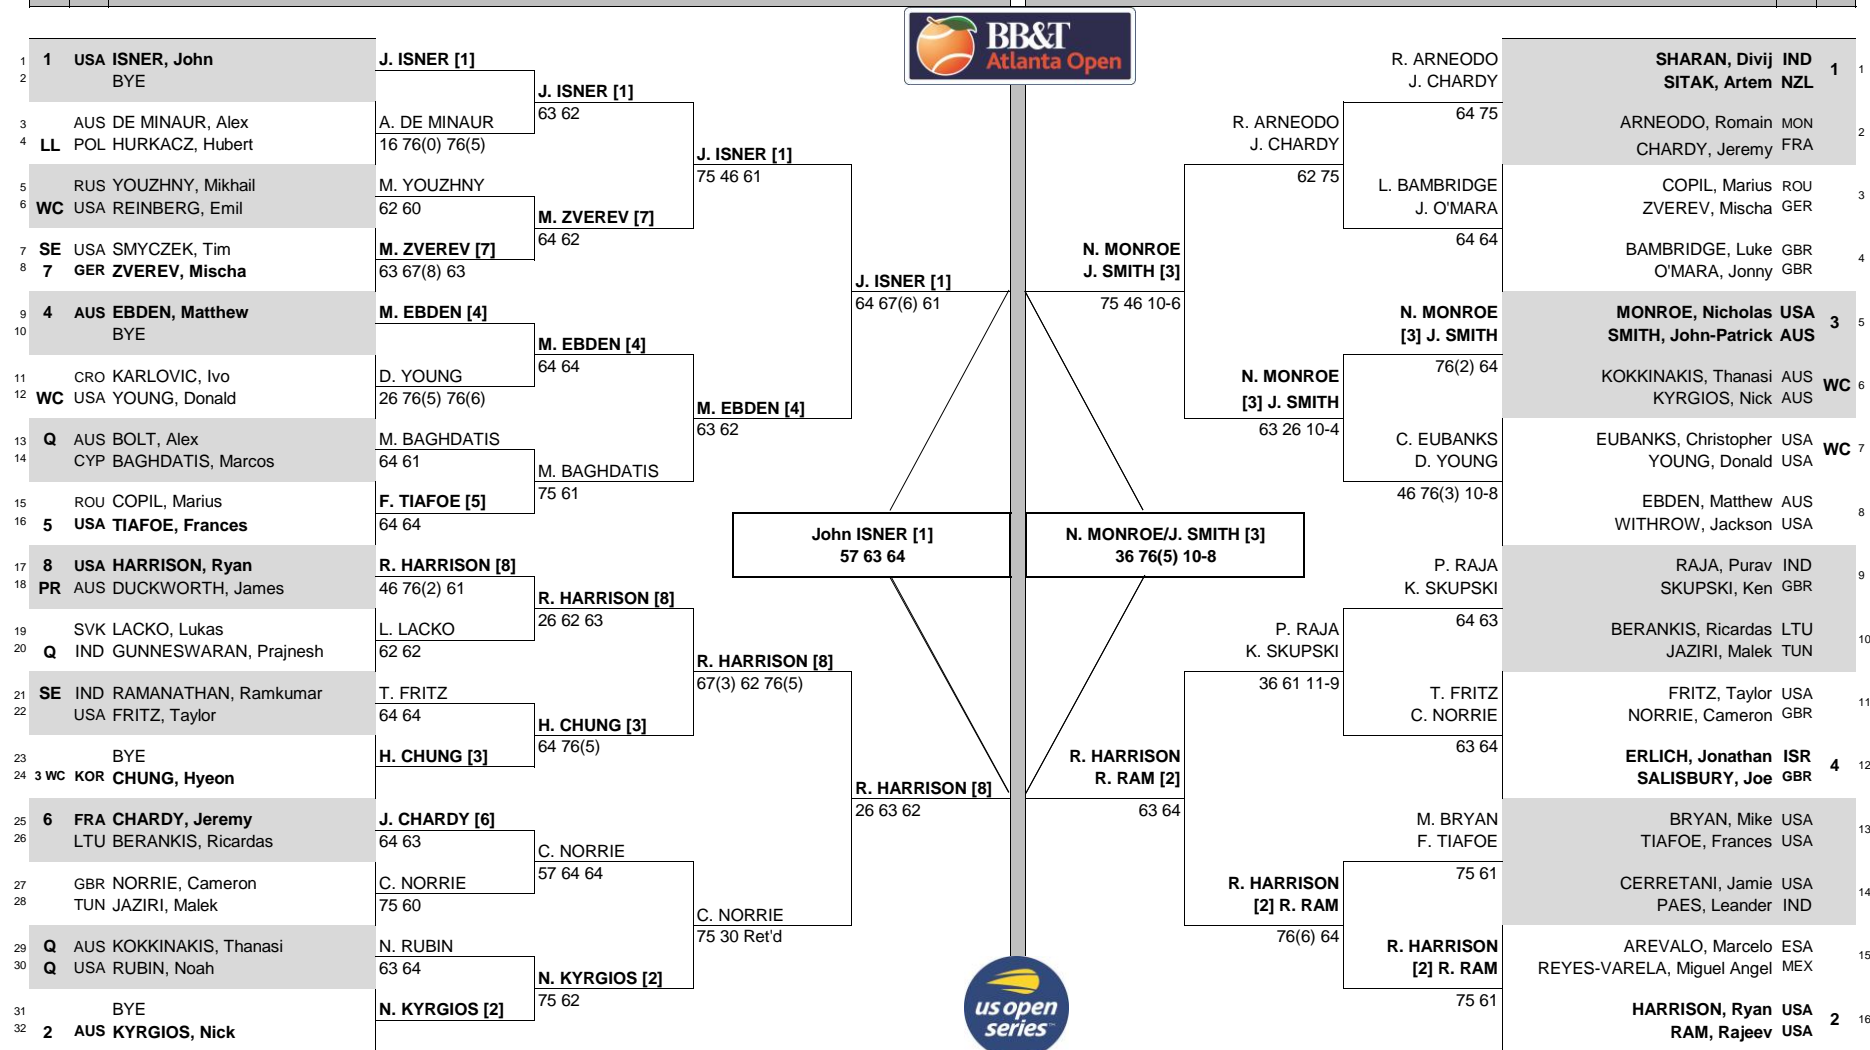 BB&T
Atlanta Open
1 1 USA ISNER, John
2 BYE
3 AUS DE MINAUR, Alex
4 LL POL HURKACZ, Hubert
5 RUS YOUZHNY, Mikhail
6 WC USA REINBERG, Emil
7 SE USA SMYCZEK, Tim
8 7 GER ZVEREV, Mischa
9 4 AUS EBDEN, Matthew
10 BYE
11 CRO KARLOVIC, Ivo
12 WC USA YOUNG, Donald
13 Q AUS BOLT, Alex
14 CYP BAGHDATIS, Marcos
15 ROU COPIL, Marius
16 5 USA TIAFOE, Frances
17 8 USA HARRISON, Ryan
18 PR AUS DUCKWORTH, James
19 SVK LACKO, Lukas
20 Q IND GUNNESWARAN, Prajnesh
21 SE IND RAMANATHAN, Ramkumar
22 USA FRITZ, Taylor
23 BYE
24 3 WC KOR CHUNG, Hyeon
25 6 FRA CHARDY, Jeremy
26 LTU BERANKIS, Ricardas
27 GBR NORRIE, Cameron
28 TUN JAZIRI, Malek
29 Q AUS KOKKINAKIS, Thanasi
30 Q USA RUBIN, Noah
31 BYE
32 2 AUS KYRGIOS, Nick
J. ISNER [1]
A. DE MINAUR
16 76(0) 76(5)
M. YOUZHNY
62 60
M. ZVEREV [7]
63 67(8) 63
M. EBDEN [4]
D. YOUNG
26 76(5) 76(6)
M. BAGHDATIS
64 61
F. TIAFOE [5]
64 64
R. HARRISON [8]
46 76(2) 61
L. LACKO
62 62
T. FRITZ
64 64
H. CHUNG [3]
J. CHARDY [6]
64 63
C. NORRIE
75 60
N. RUBIN
63 64
N. KYRGIOS [2]
J. ISNER [1]
63 62
M. ZVEREV [7]
64 62
M. EBDEN [4]
64 64
M. BAGHDATIS
75 61
R. HARRISON [8]
26 62 63
H. CHUNG [3]
64 76(5)
C. NORRIE
57 64 64
N. KYRGIOS [2]
75 62
J. ISNER [1]
75 46 61
M. EBDEN [4]
63 62
R. HARRISON [8]
67(3) 62 76(5)
C. NORRIE
75 30 Ret'd
J. ISNER [1]
64 67(6) 61
R. HARRISON [8]
26 63 62
John ISNER [1]
57 63 64
N. MONROE/J. SMITH [3]
36 76(5) 10-8
N. MONROE
J. SMITH [3]
75 46 10-6
R. HARRISON
R. RAM [2]
63 64
R. ARNEODO
J. CHARDY
62 75
N. MONROE
[3] J. SMITH
63 26 10-4
P. RAJA
K. SKUPSKI
36 61 11-9
R. HARRISON
[2] R. RAM
76(6) 64
R. ARNEODO
J. CHARDY
64 75
L. BAMBRIDGE
J. O'MARA
64 64
N. MONROE
[3] J. SMITH
76(2) 64
C. EUBANKS
D. YOUNG
46 76(3) 10-8
P. RAJA
K. SKUPSKI
64 63
T. FRITZ
C. NORRIE
63 64
M. BRYAN
F. TIAFOE
75 61
R. HARRISON
[2] R. RAM
75 61
SHARAN, Divij IND 1 1
SITAK, Artem NZL
ARNEODO, Romain MON 2
CHARDY, Jeremy FRA
COPIL, Marius ROU 3
ZVEREV, Mischa GER
BAMBRIDGE, Luke GBR 4
O'MARA, Jonny GBR
MONROE, Nicholas USA 3 5
SMITH, John-Patrick AUS
KOKKINAKIS, Thanasi AUS WC 6
KYRGIOS, Nick AUS
EUBANKS, Christopher USA WC 7
YOUNG, Donald USA
EBDEN, Matthew AUS 8
WITHROW, Jackson USA
RAJA, Purav IND 9
SKUPSKI, Ken GBR
BERANKIS, Ricardas LTU 10
JAZIRI, Malek TUN
FRITZ, Taylor USA 11
NORRIE, Cameron GBR
ERLICH, Jonathan ISR 4 12
SALISBURY, Joe GBR
BRYAN, Mike USA 13
TIAFOE, Frances USA
CERRETANI, Jamie USA 14
PAES, Leander IND
AREVALO, Marcelo ESA 15
REYES-VARELA, Miguel Angel MEX
HARRISON, Ryan USA 2 16
RAM, Rajeev USA
us open
series